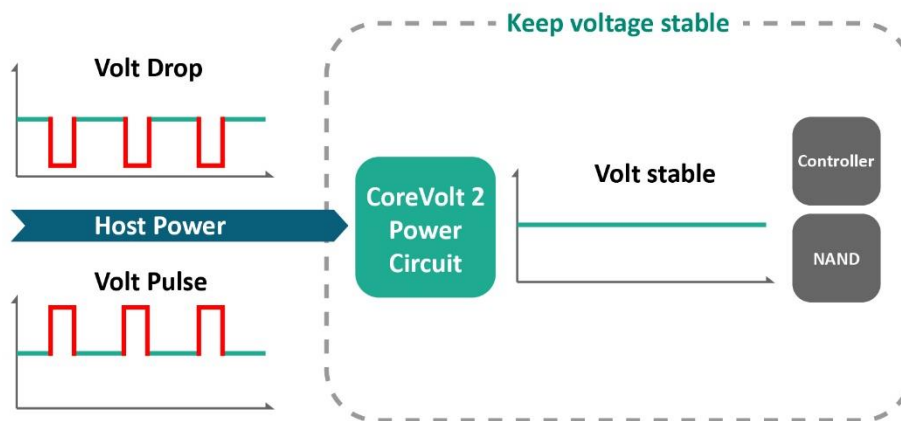 Keep voltage stable
Volt Drop
Host Power
Volt Pulse
CoreVolt 2
Power
Circuit
Volt stable
Controller
NAND